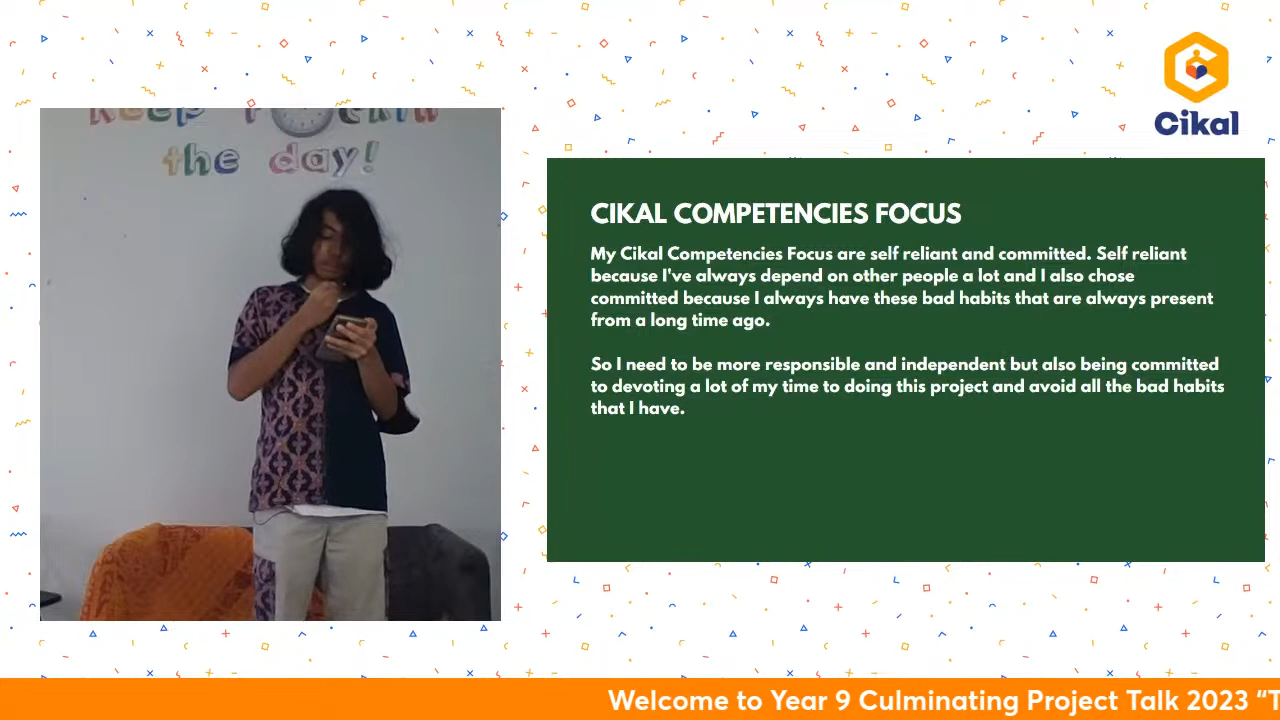 Keep rockin
the day!
Cikal
CIKAL COMPETENCIES FOCUS
My Cikal Competencies Focus are self reliant and committed. Self reliant
because I've always depend on other people a lot and I also chose
committed because I always have these bad habits that are always present
from a long time ago.
So I need to be more responsible and independent but also being committed
to devoting a lot of my time to doing this project and avoid all the bad habits
that I have.
Welcome to Year 9 Culminating Project Talk 2023 “T